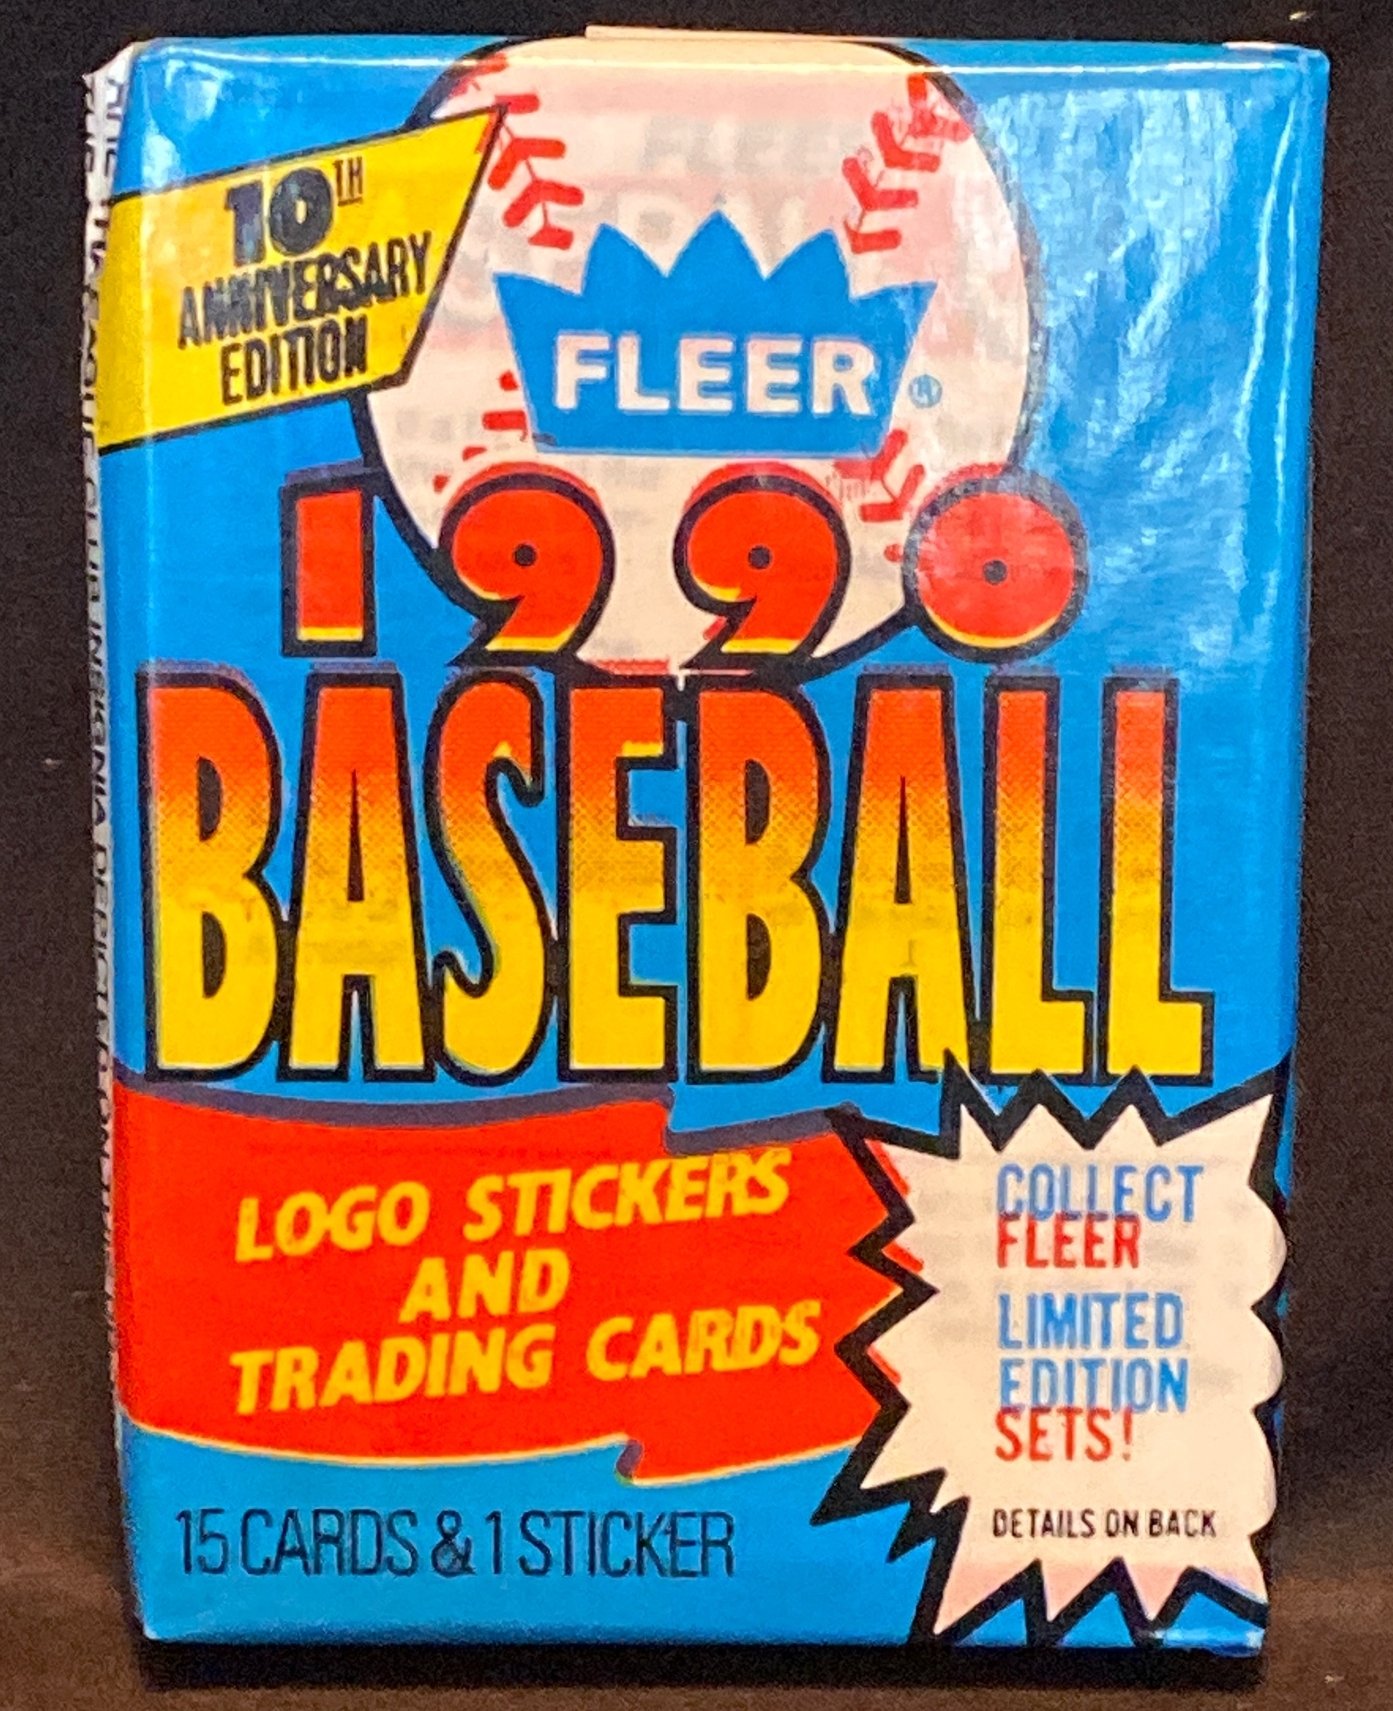 10TH
ANNIVERSARY
EDITION
FLEER®
1990
BASEBALL
LOGO STICKERS
AND
TRADING CARDS
COLLECT
FLEER
LIMITED
EDITION
SETS!
DETAILS ON BACK
15 CARDS & 1 STICKER